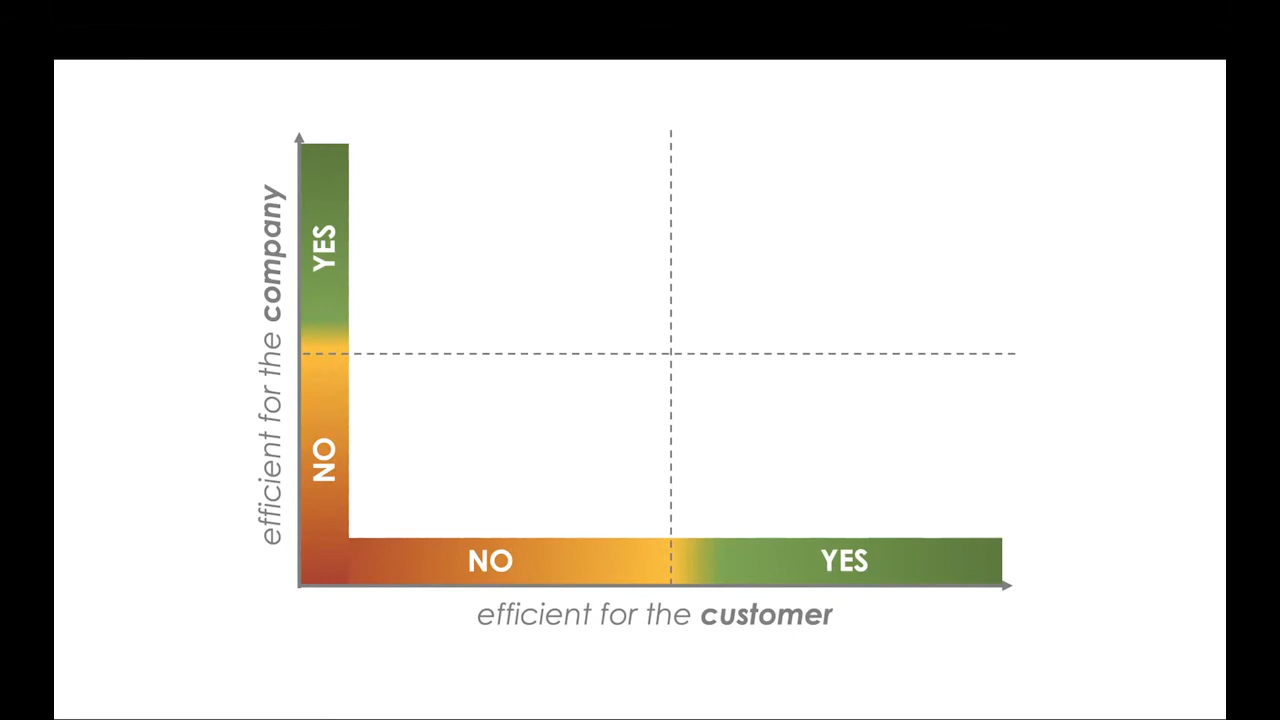 efficient for the company
YES
NO
NO
YES
efficient for the customer